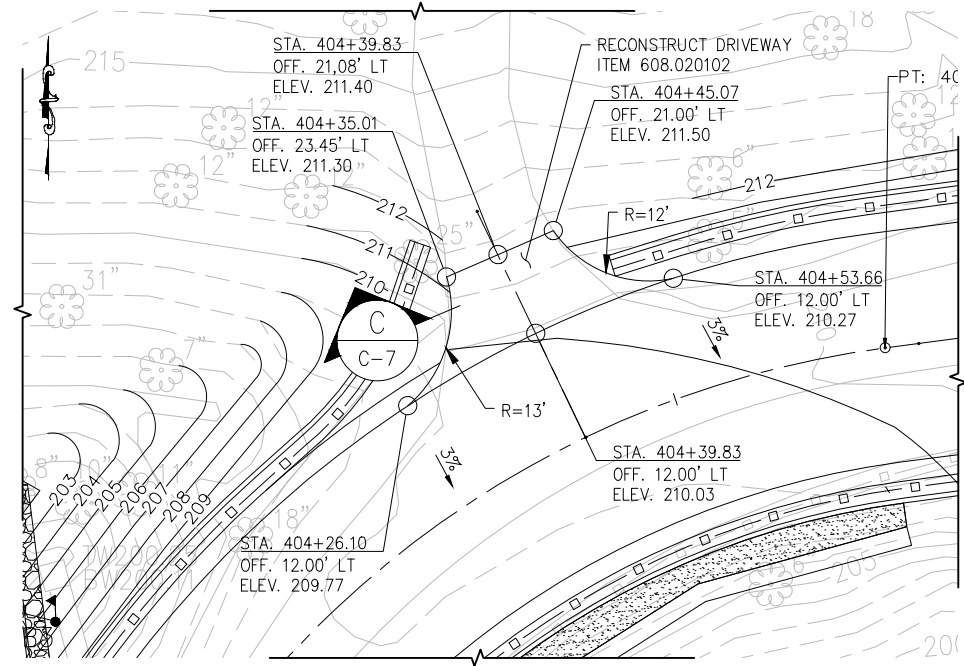 STA. 404+39.83
OFF. 21,08' LT
ELEV. 211.40
RECONSTRUCT DRIVEWAY
ITEM 608.020102
STA. 404+45.07
OFF. 21.00' LT
ELEV. 211.50
PT: 40
STA. 404+35.01
OFF. 23.45' LT
ELEV. 211.30
215
18
12"
12"
6"
212
212
R=12'
211
25"
210
31"
C
C-7
STA. 404+53.66
OFF. 12.00' LT
ELEV. 210.27
3%
R=13'
3%
STA. 404+39.83
OFF. 12.00' LT
ELEV. 210.03
203
204
205
206
207
208
209
18"
STA. 404+26.10
OFF. 12.00' LT
ELEV. 209.77
205
200